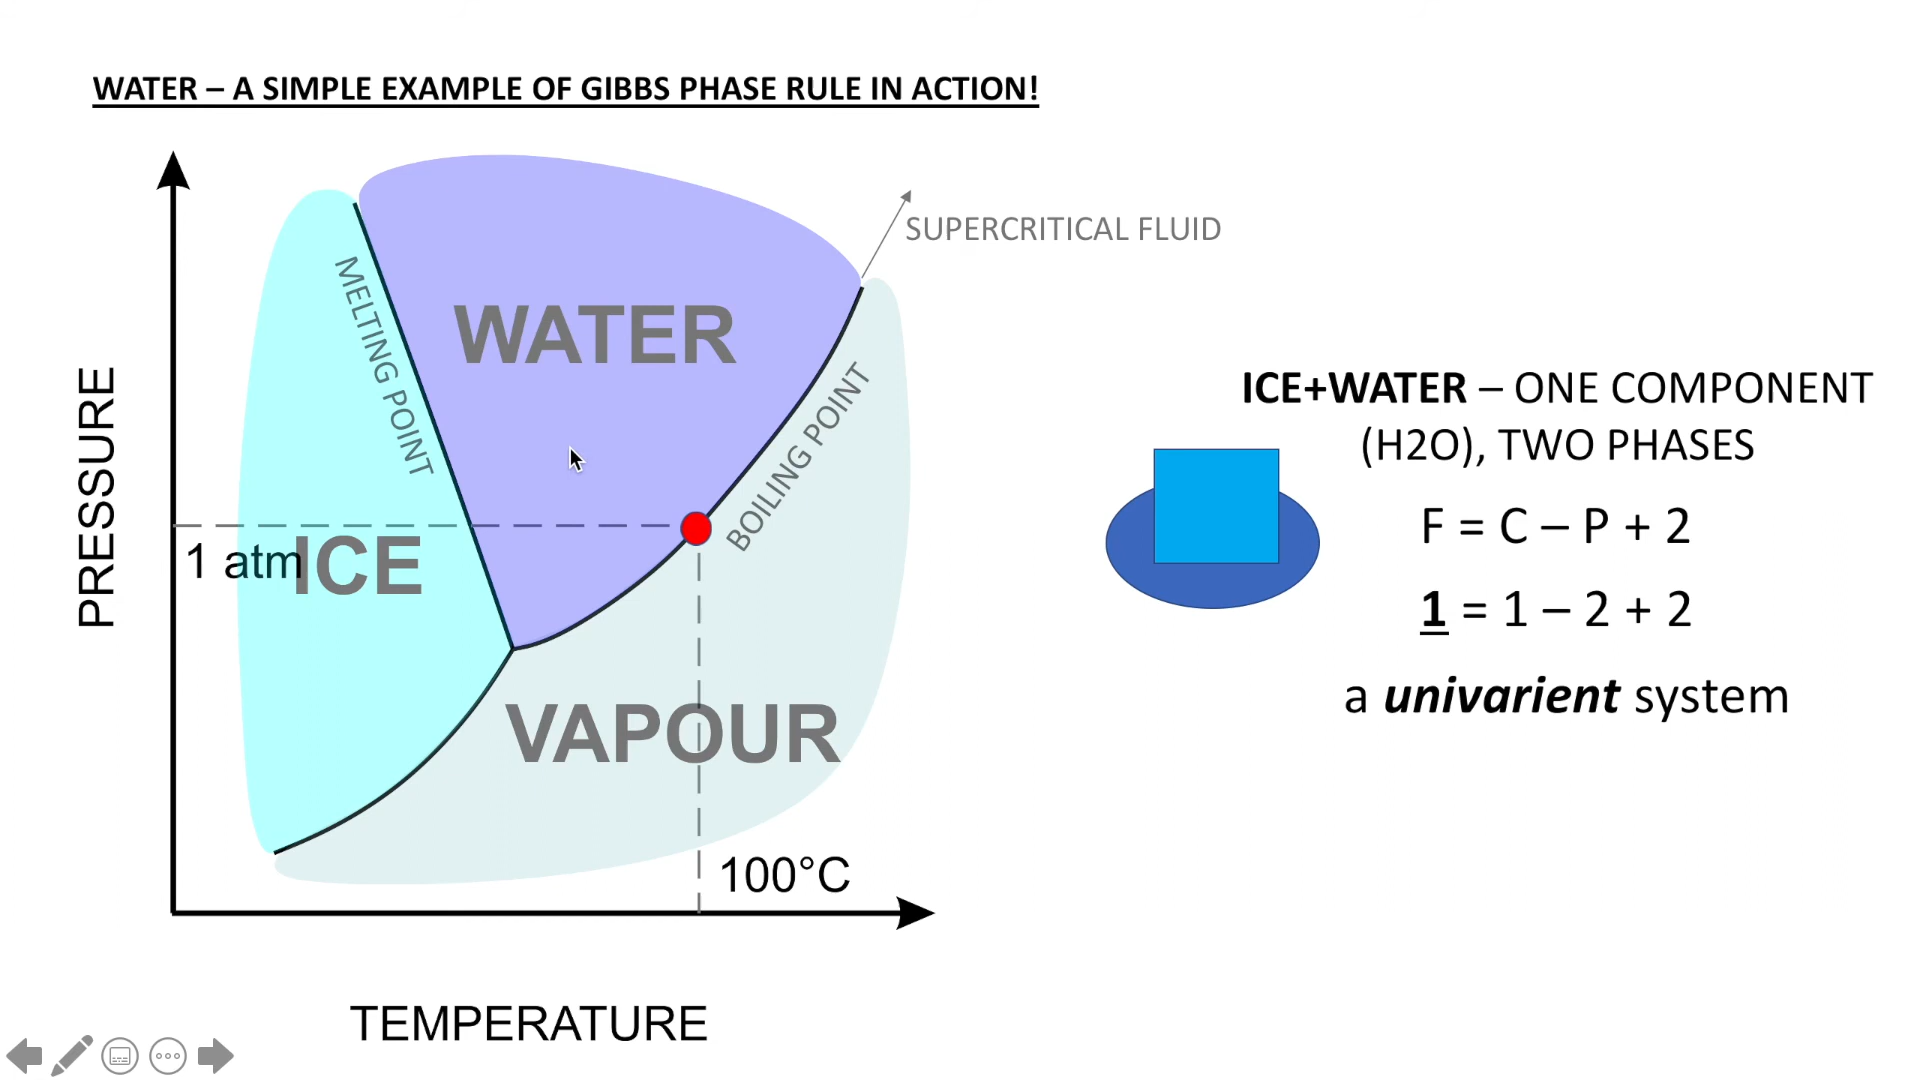 WATER – A SIMPLE EXAMPLE OF GIBBS PHASE RULE IN ACTION!
SUPERCRITICAL FLUID
WATER
MELTING POINT
BOILING POINT
PRESSURE
1 atm
ICE
VAPOUR
100°C
TEMPERATURE
ICE+WATER – ONE COMPONENT
(H2O), TWO PHASES
F = C – P + 2
1 = 1 – 2 + 2
a univarient system